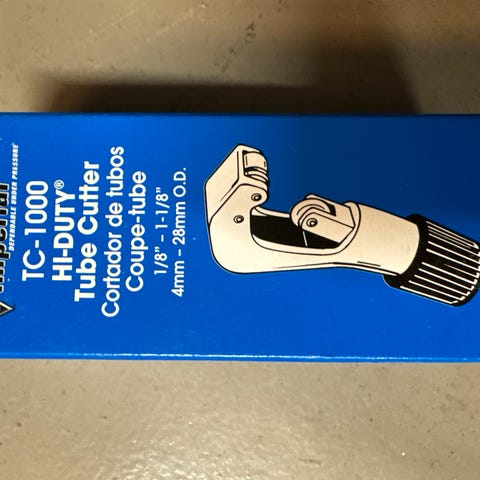 Imperial
DEPENDABLE UNDER PRESSURE
TC-1000
HI-DUTY®
Tube Cutter
Cortador de tubos
Coupe-tube
1/8" - 1-1/8"
4mm - 28mm O.D.